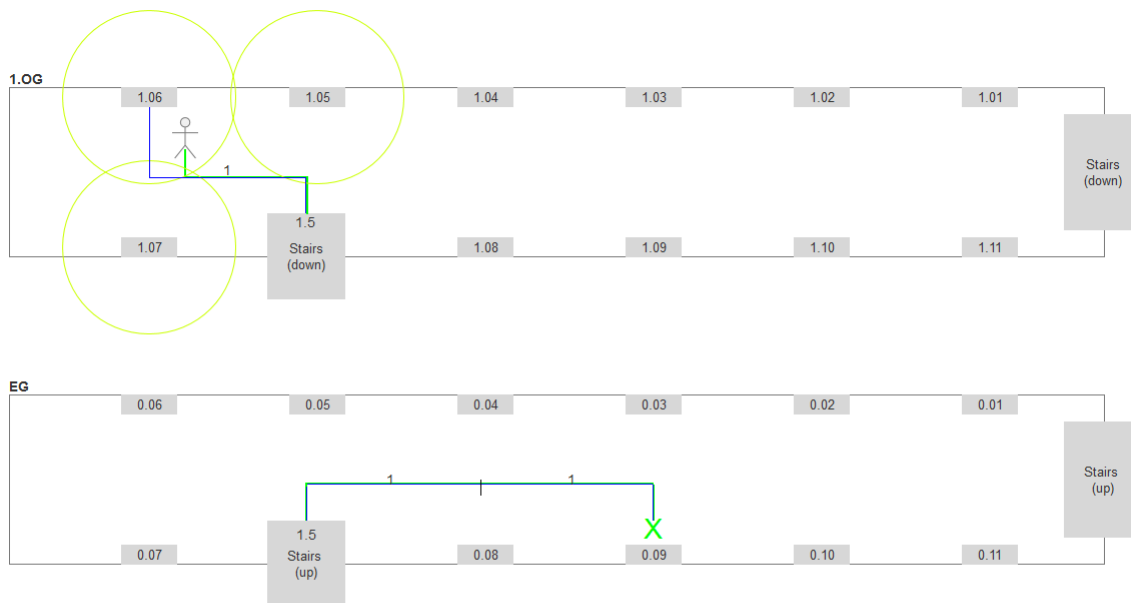 1.OG
1.06 1.05 1.04 1.03 1.02 1.01
1
Stairs
(down)
1.5
Stairs
(down)
1.07 1.08 1.09 1.10 1.11
EG
0.06 0.05 0.04 0.03 0.02 0.01
1 1
Stairs
(up)
X
1.5
Stairs
(up)
0.07 0.08 0.09 0.10 0.11